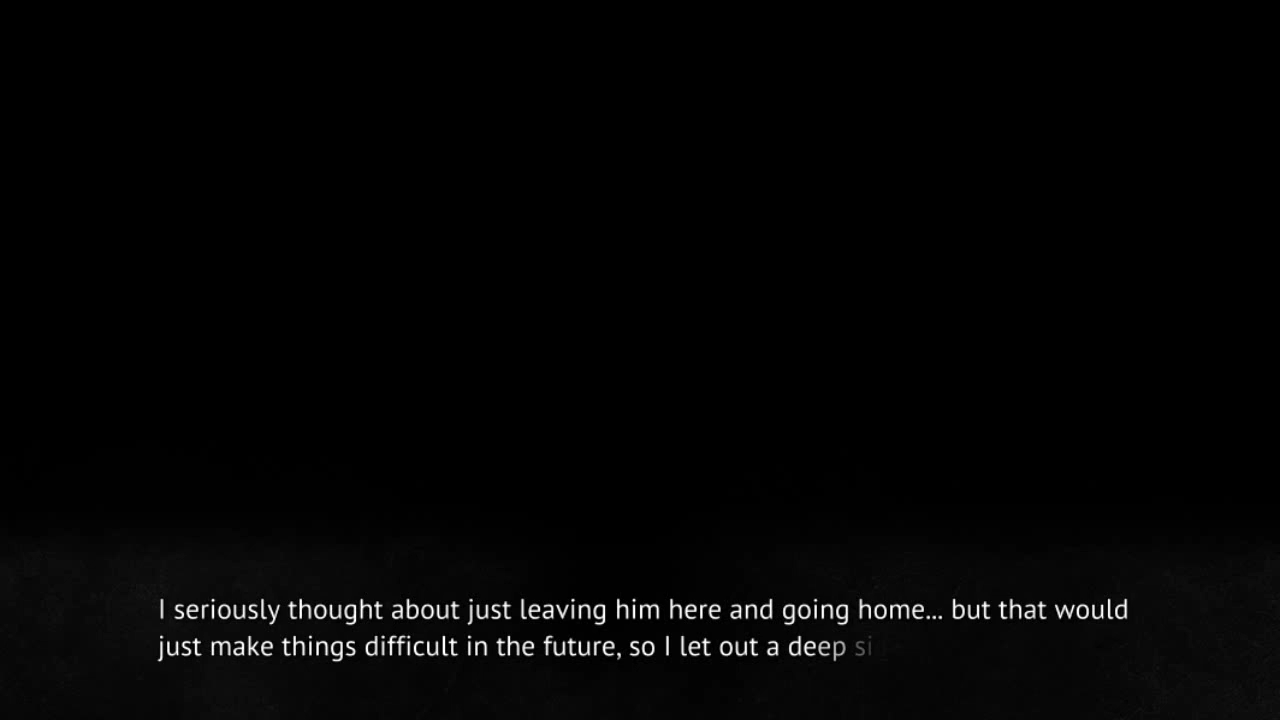 I seriously thought about just leaving him here and going home... but that would
just make things difficult in the future, so I let out a deep si